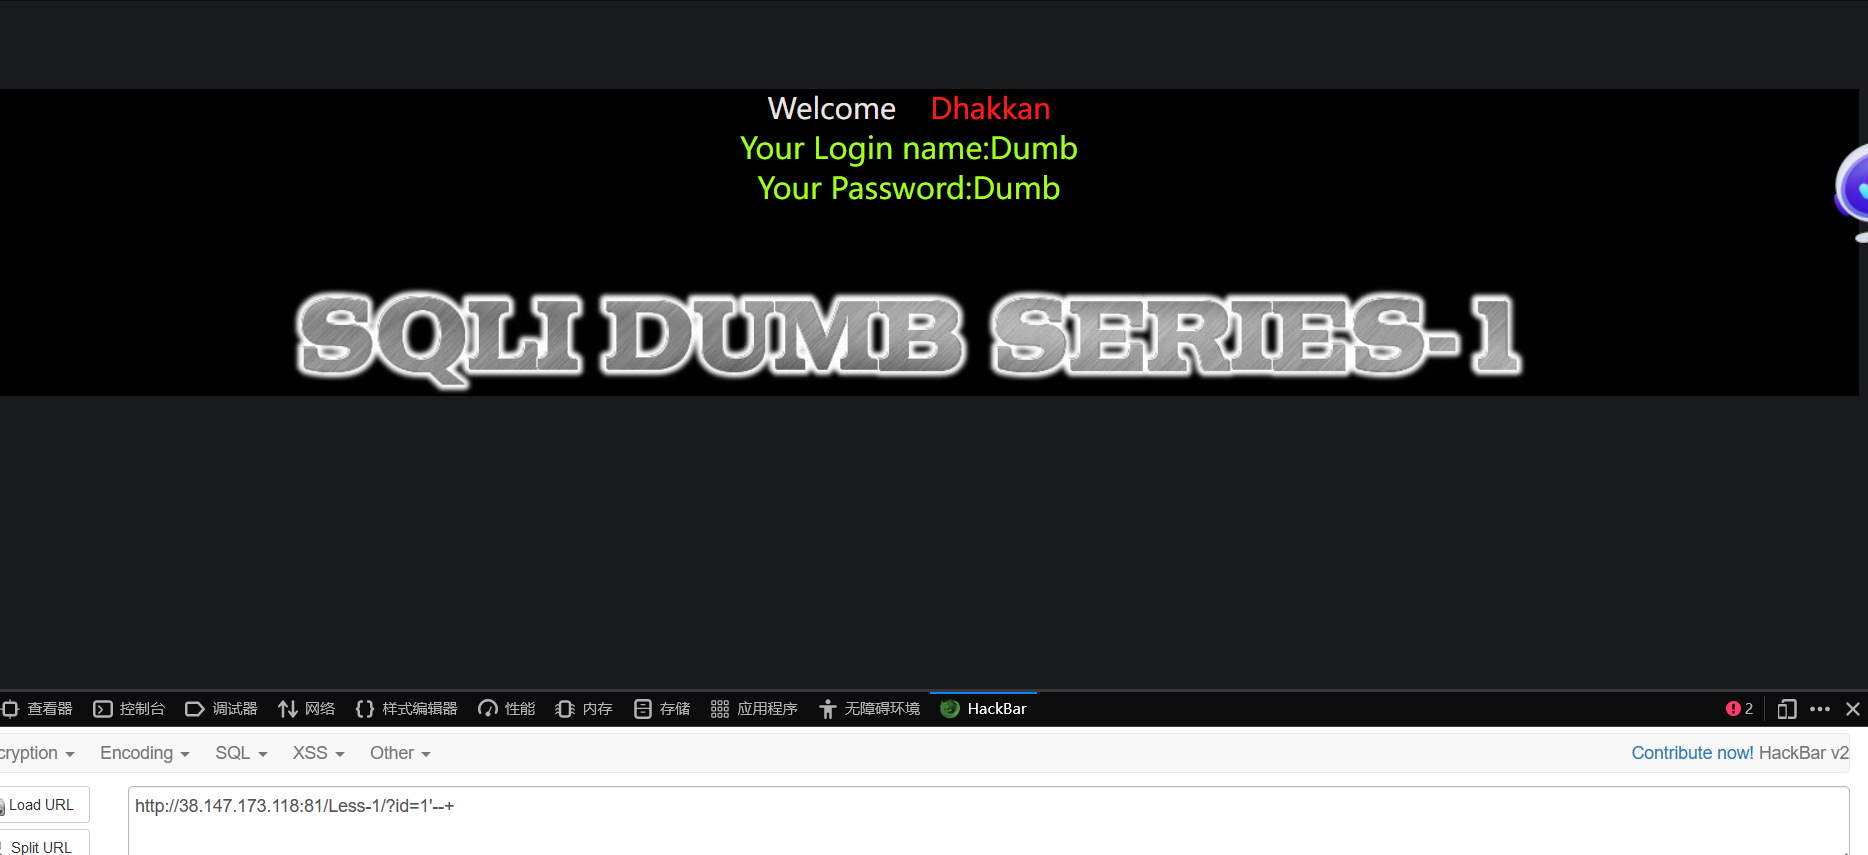 Welcome    Dhakkan
Your Login name:Dumb
Your Password:Dumb
SQLI DUMB SERIES-1
查看器 控制台 调试器 网络 样式编辑器 性能 内存 存储 应用程序 无障碍环境 HackBar 2
cryption Encoding SQL XSS Other Contribute now! HackBar v2
Load URL http://38.147.173.118:81/Less-1/?id=1'--+
Split URL